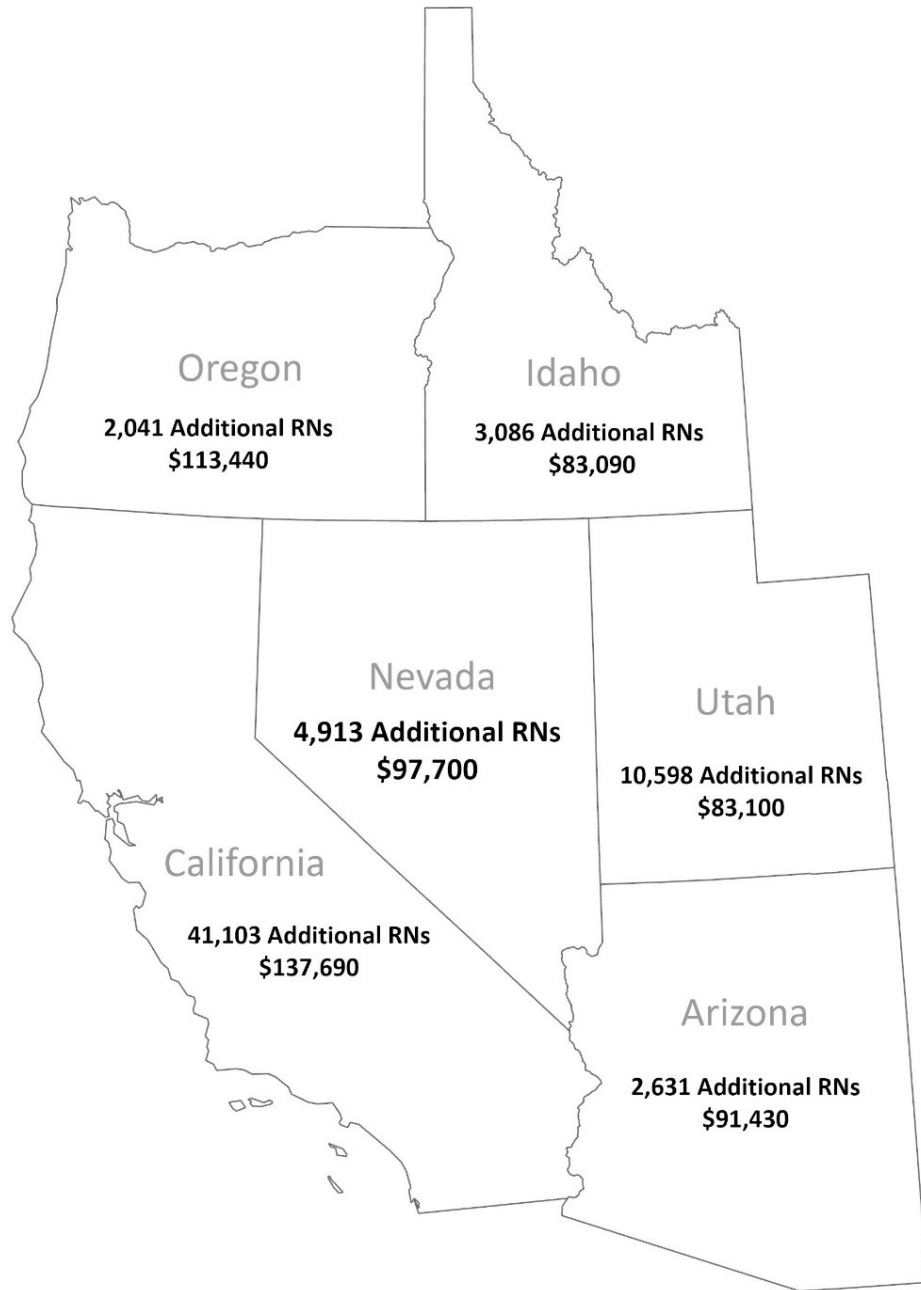 Oregon
2,041 Additional RNs
$113,440
Idaho
3,086 Additional RNs
$83,090
Nevada
4,913 Additional RNs
$97,700
Utah
10,598 Additional RNs
$83,100
California
41,103 Additional RNs
$137,690
Arizona
2,631 Additional RNs
$91,430